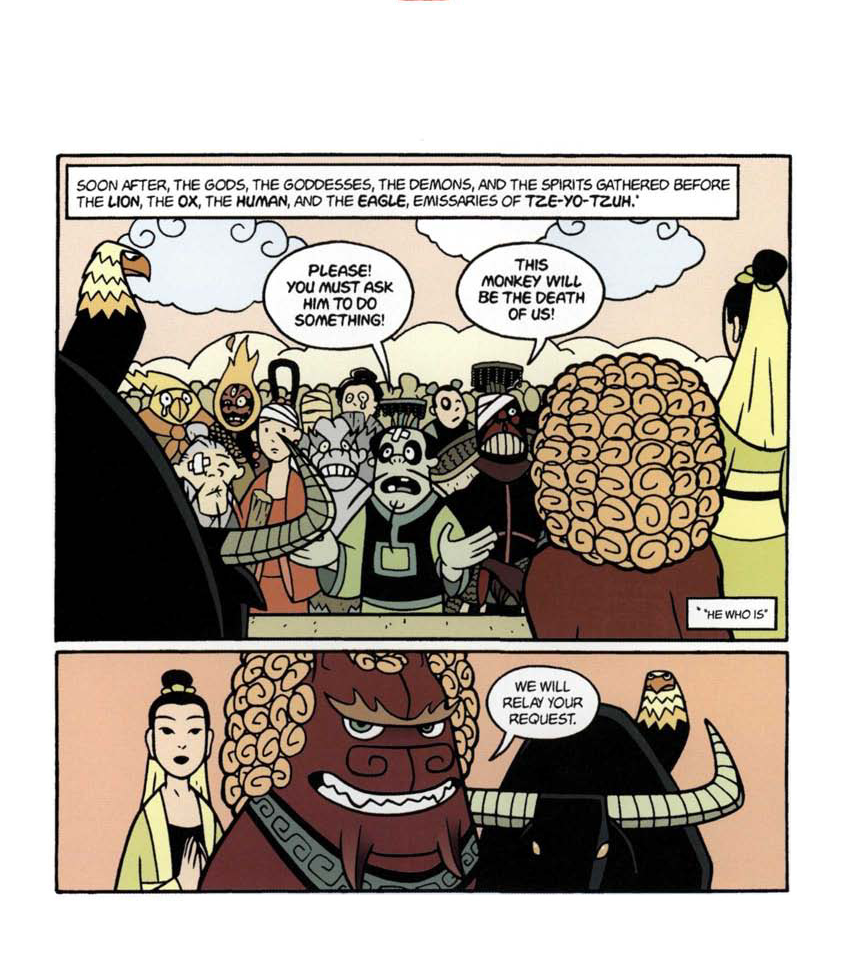 SOON AFTER, THE GODS, THE GODDESSES, THE DEMONS, AND THE SPIRITS GATHERED BEFORE
THE LION, THE OX, THE HUMAN, AND THE EAGLE, EMISSARIES OF TZE-YO-TZUH.*
PLEASE!
YOU MUST ASK
HIM TO DO
SOMETHING!
THIS
MONKEY WILL
BE THE DEATH
OF US!
* "HE WHO IS"
WE WILL
RELAY YOUR
REQUEST.